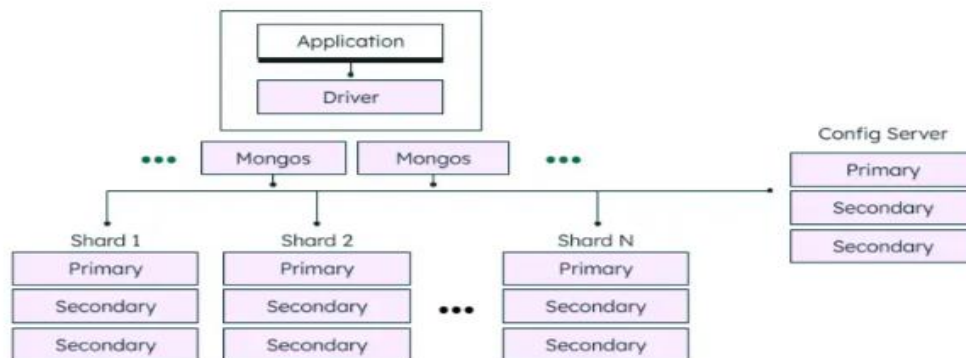 Application
Driver
Mongos
Mongos
Config Server
Primary
Secondary
Secondary
Shard 1
Primary
Secondary
Secondary
Shard 2
Primary
Secondary
Secondary
Shard N
Primary
Secondary
Secondary